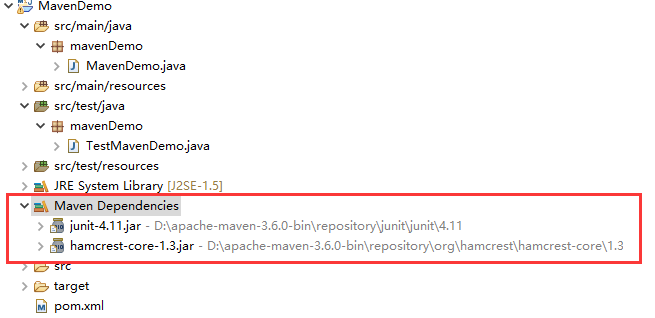 MavenDemo
src/main/java
mavenDemo
MavenDemo.java
src/main/resources
src/test/java
mavenDemo
TestMavenDemo.java
src/test/resources
JRE System Library [J2SE-1.5]
Maven Dependencies
junit-4.11.jar - D:\apache-maven-3.6.0-bin\repository\junit\junit\4.11
hamcrest-core-1.3.jar - D:\apache-maven-3.6.0-bin\repository\org\hamcrest\hamcrest-core\1.3
src
target
pom.xml